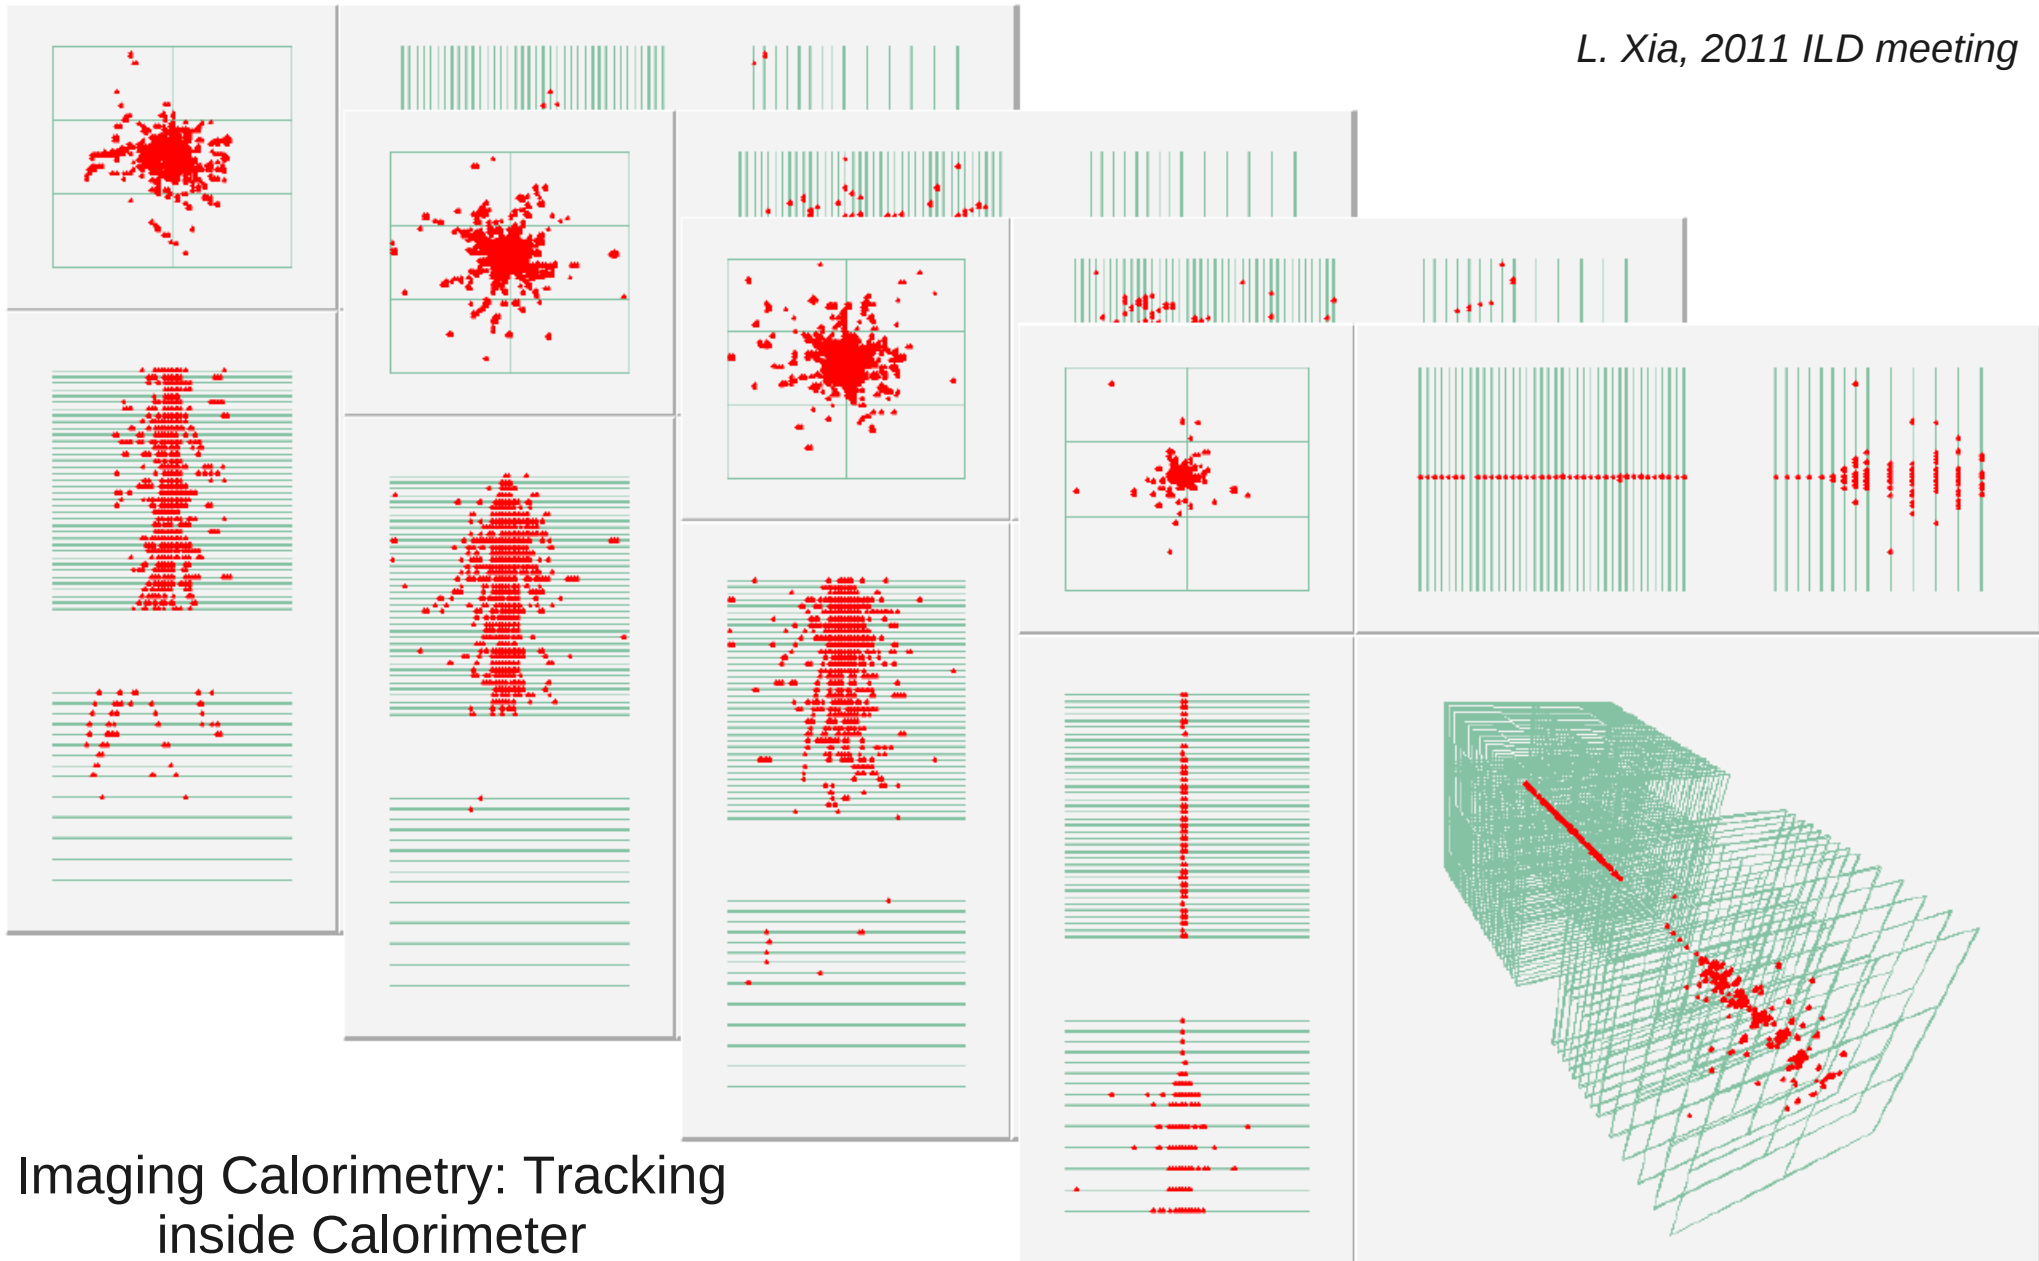 L. Xia, 2011 ILD meeting
Imaging Calorimetry: Tracking
inside Calorimeter